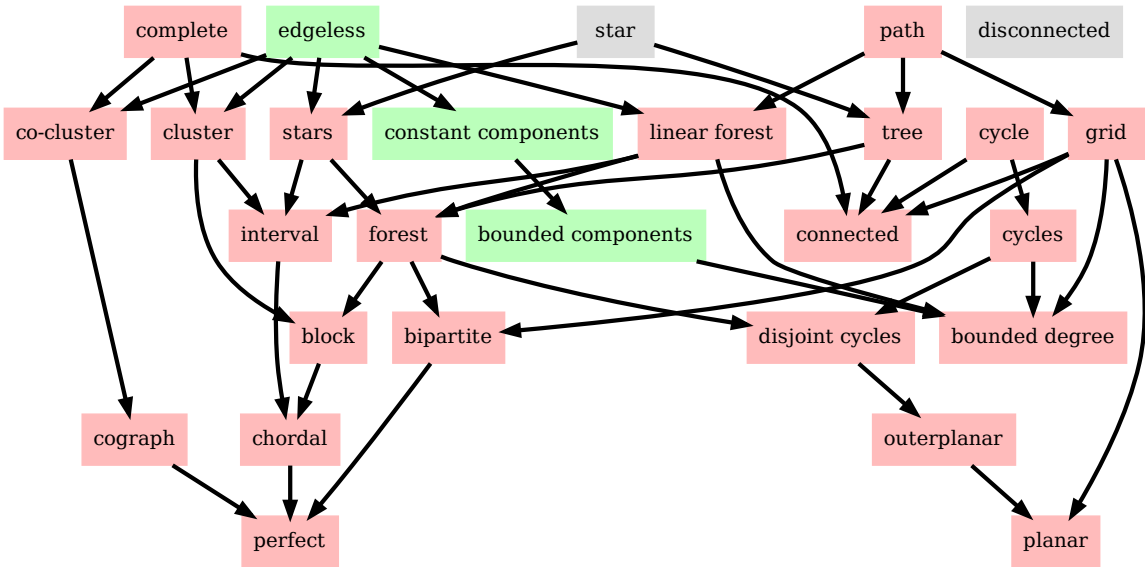 complete
edgeless
star
path
disconnected
co-cluster
cluster
stars
constant components
linear forest
tree
cycle
grid
interval
forest
bounded components
connected
cycles
block
bipartite
disjoint cycles
bounded degree
cograph
chordal
outerplanar
perfect
planar